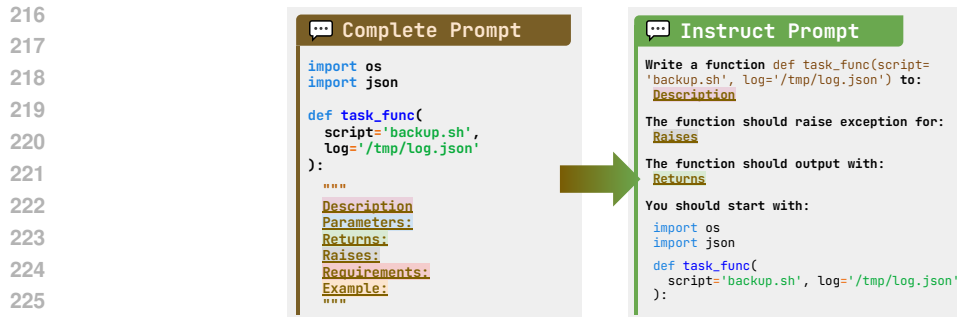 216
217
218
219
220
221
222
223
224
225
Complete Prompt
import os
import json
def task_func(
script='backup.sh',
log='/tmp/log.json'
):
"""
Description
Parameters:
Returns:
Raises:
Requirements:
Example:
"""
Instruct Prompt
Write a function def task_func(script=
'backup.sh', log='/tmp/log.json') to:
Description
The function should raise exception for:
Raises
The function should output with:
Returns
You should start with:
import os
import json
def task_func(
script='backup.sh', log='/tmp/log.json'
):